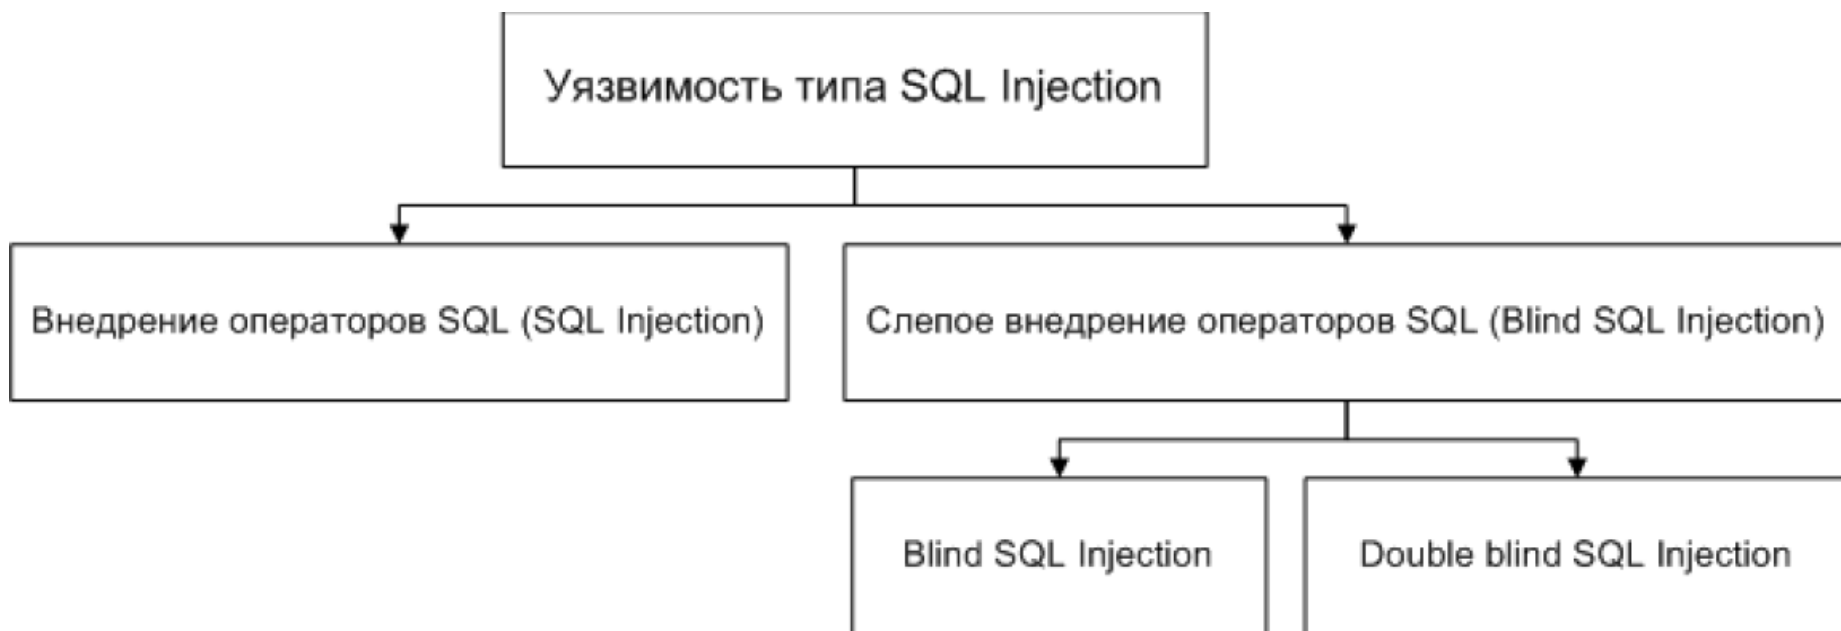 Уязвимость типа SQL Injection
Внедрение операторов SQL (SQL Injection)
Слепое внедрение операторов SQL (Blind SQL Injection)
Blind SQL Injection
Double blind SQL Injection